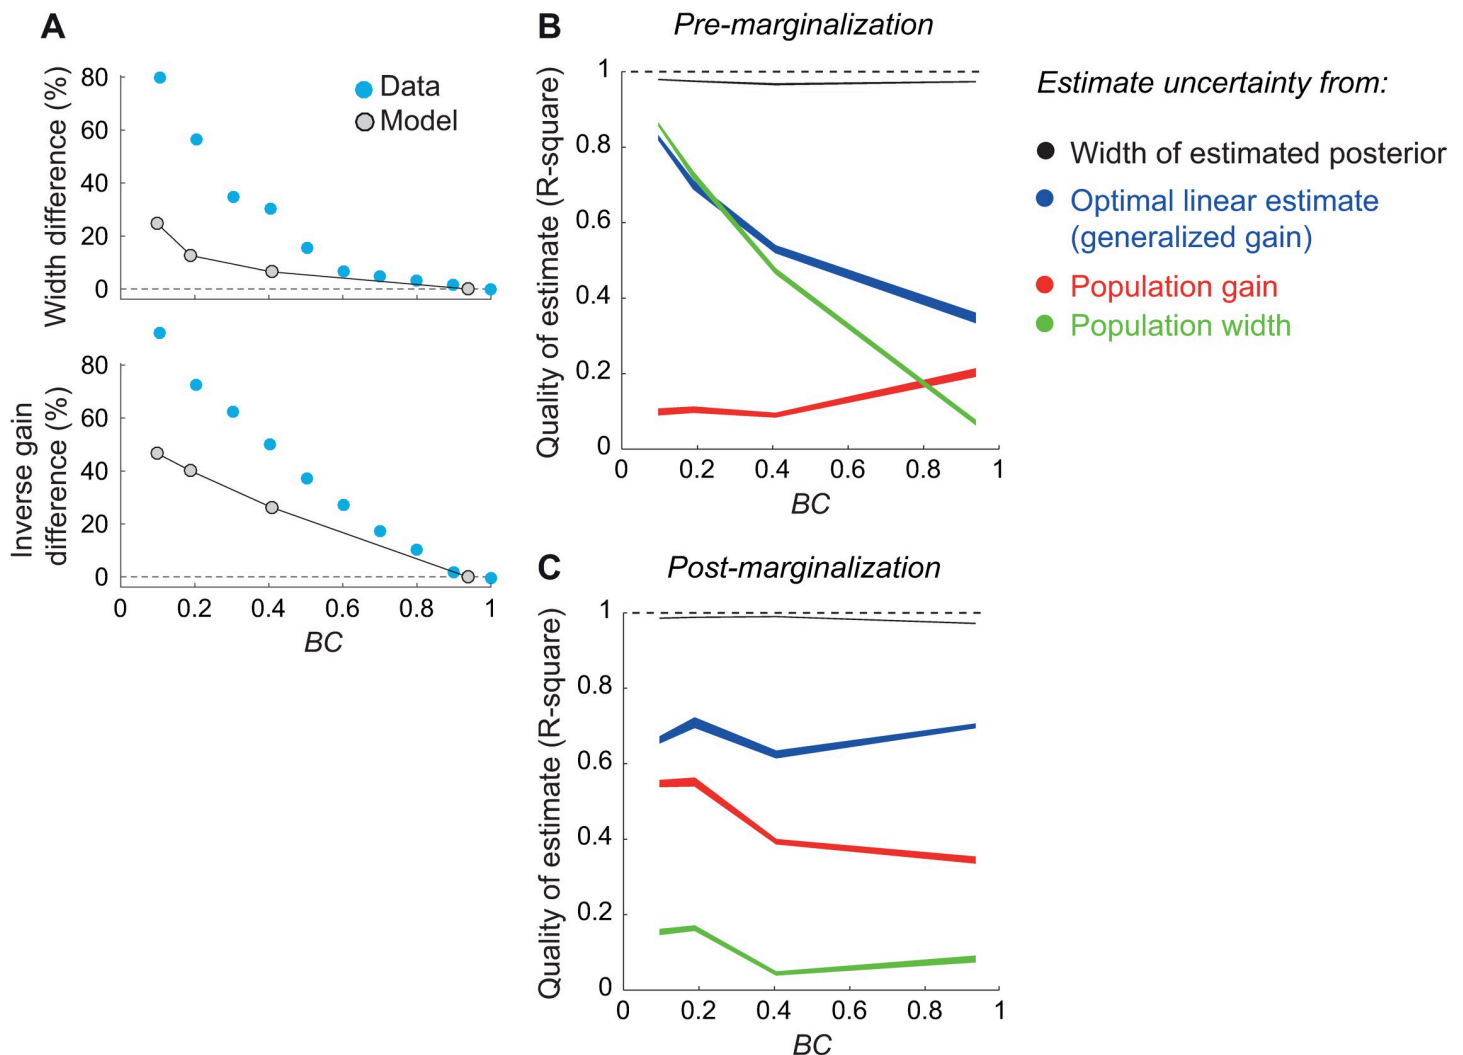 A
Width difference (%)
80
60
40
20
0
Data
Model
Inverse gain
difference (%)
80
60
40
20
0
0 0.2 0.4 0.6 0.8 1
BC
B
Pre-marginalization
Quality of estimate (R-square)
1
0.8
0.6
0.4
0.2
0
0 0.2 0.4 0.6 0.8 1
BC
Estimate uncertainty from:
Width of estimated posterior
Optimal linear estimate
(generalized gain)
Population gain
Population width
C
Post-marginalization
Quality of estimate (R-square)
1
0.8
0.6
0.4
0.2
0
0 0.2 0.4 0.6 0.8 1
BC